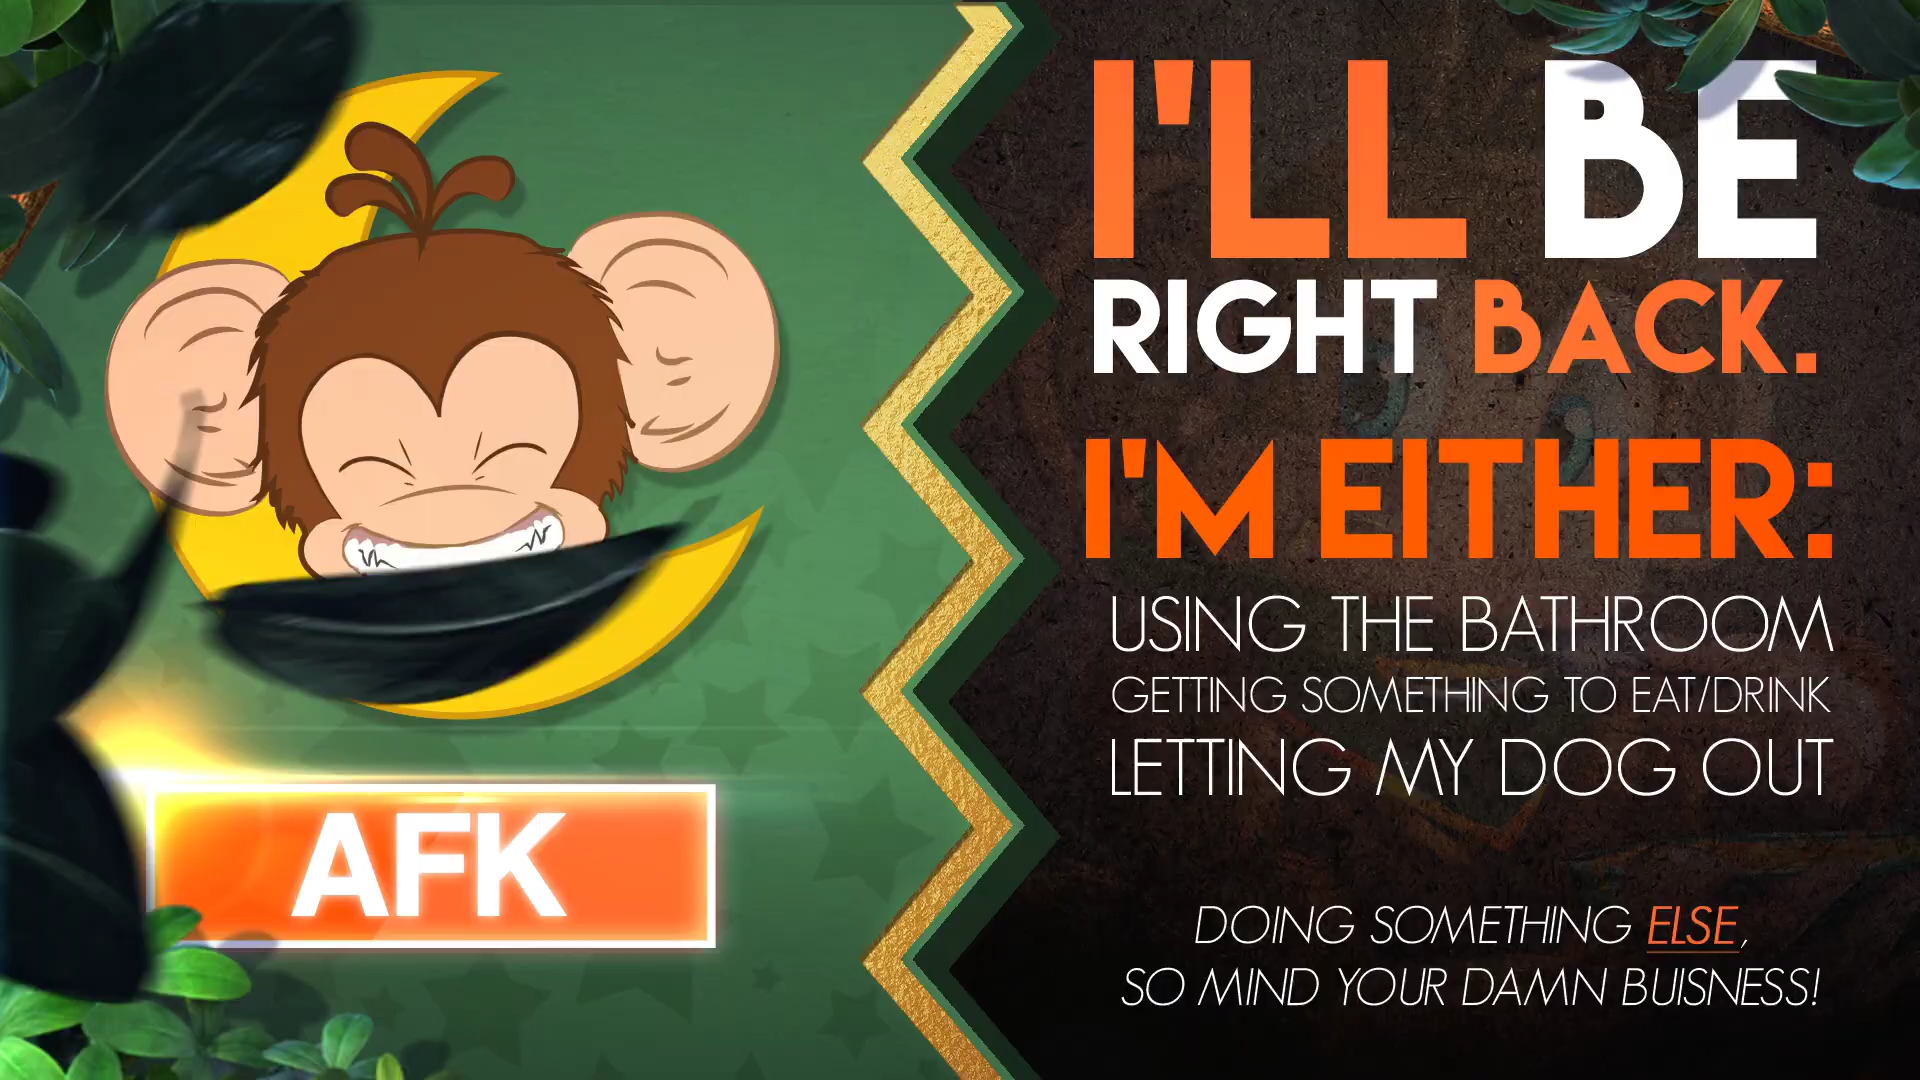 AFK
I'LL BE
RIGHT BACK.
I'M EITHER:
USING THE BATHROOM
GETTING SOMETHING TO EAT/DRINK
LETTING MY DOG OUT
DOING SOMETHING ELSE,
SO MIND YOUR DAMN BUISNESS!